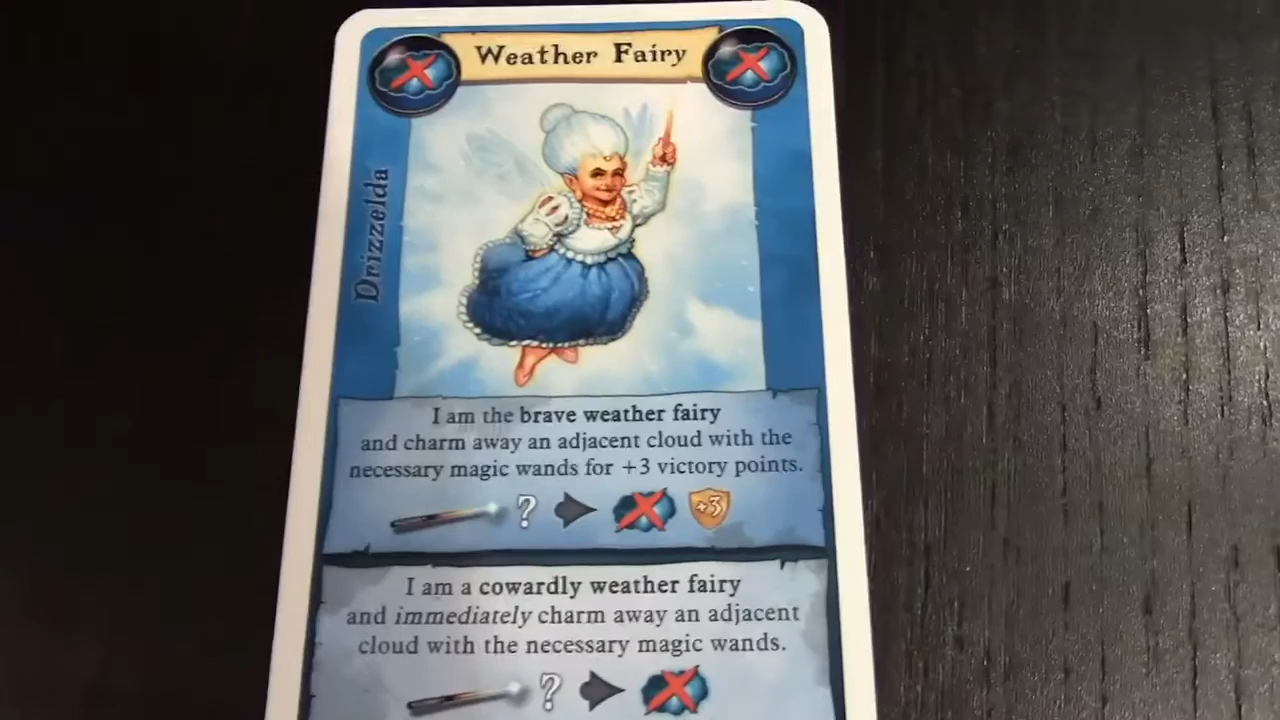 Weather Fairy
Drizzelda
I am the brave weather fairy
and charm away an adjacent cloud with the
necessary magic wands for +3 victory points.
? +3
I am a cowardly weather fairy
and immediately charm away an adjacent
cloud with the necessary magic wands.
?